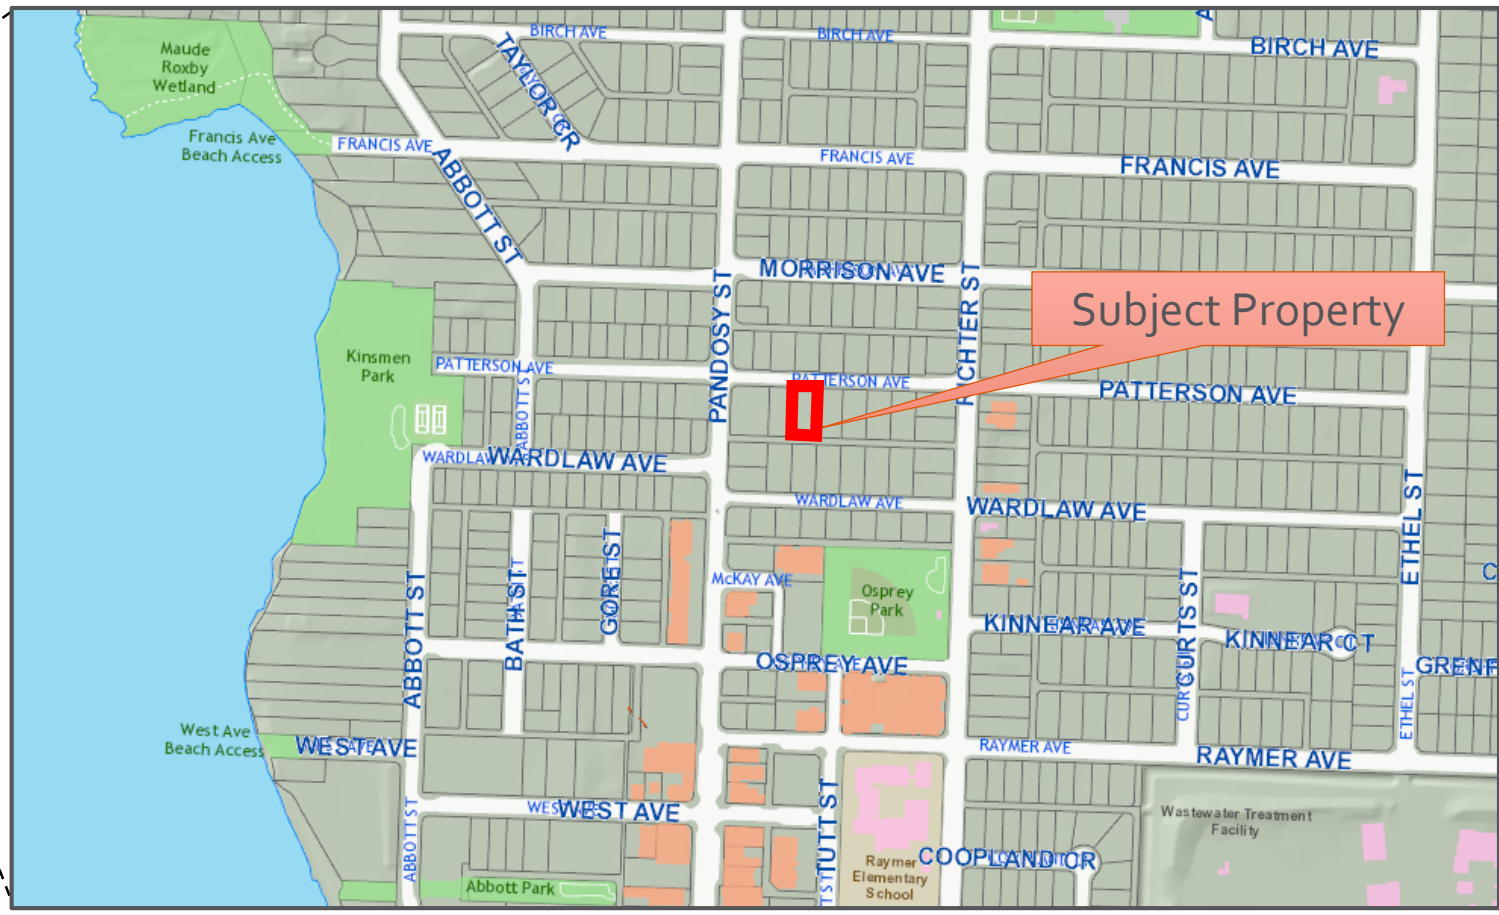 BIRCH AVE
BIRCH AVE
BIRCH AVE
Maude
Roxby
Wetland
TAYLOR CR
Francis Ave
Beach Access
FRANCIS AVE
FRANCIS AVE
FRANCIS AVE
ABBOTT ST
MORRISON AVE
PANDOSY ST
RICHTER ST
Subject Property
Kinsmen
Park
PATTERSON AVE
PATTERSON AVE
PATTERSON AVE
ABBOTT ST
WARDLAW
WARDLAW AVE
WARDLAW AVE
WARDLAW AVE
ETHEL ST
ABBOTT ST
BATH ST
GORE ST
McKAY AVE
Osprey
Park
CURTS ST
C
KINNEAR AVE
KINNEAR CT
OSPREY AVE
GRENF
CURTS
ETHEL ST
West Ave
Beach Access
WEST AVE
RAYMER AVE
RAYMER AVE
WEST AVE
ABBOTT ST
TUTT ST
Wastewater Treatment
Facility
Raymer
Elementary
School
COOPLAND CR
Abbott Park
T ST